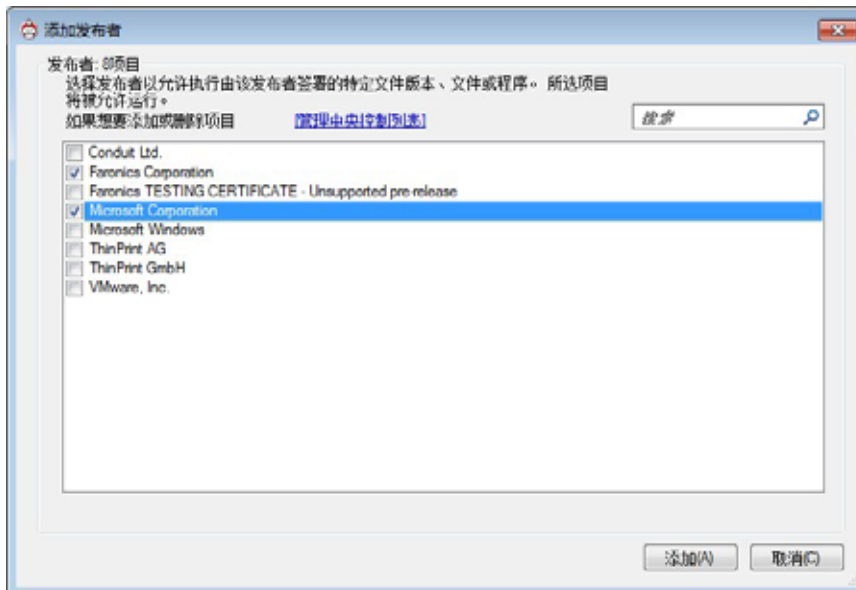 添加发布者
发布者: 8项目
选择发布者以允许执行由该发布者签署的特定文件版本、文件或程序。 所选项目
将被允许运行。
如果想要添加或删除项目 [管理中央控制列表]
搜索
Conduit Ltd.
Faronics Corporation
Faronics TESTING CERTIFICATE - Unsupported pre-release
Microsoft Corporation
Microsoft Windows
ThinPrint AG
ThinPrint GmbH
VMware, Inc.
添加(A) 取消(C)